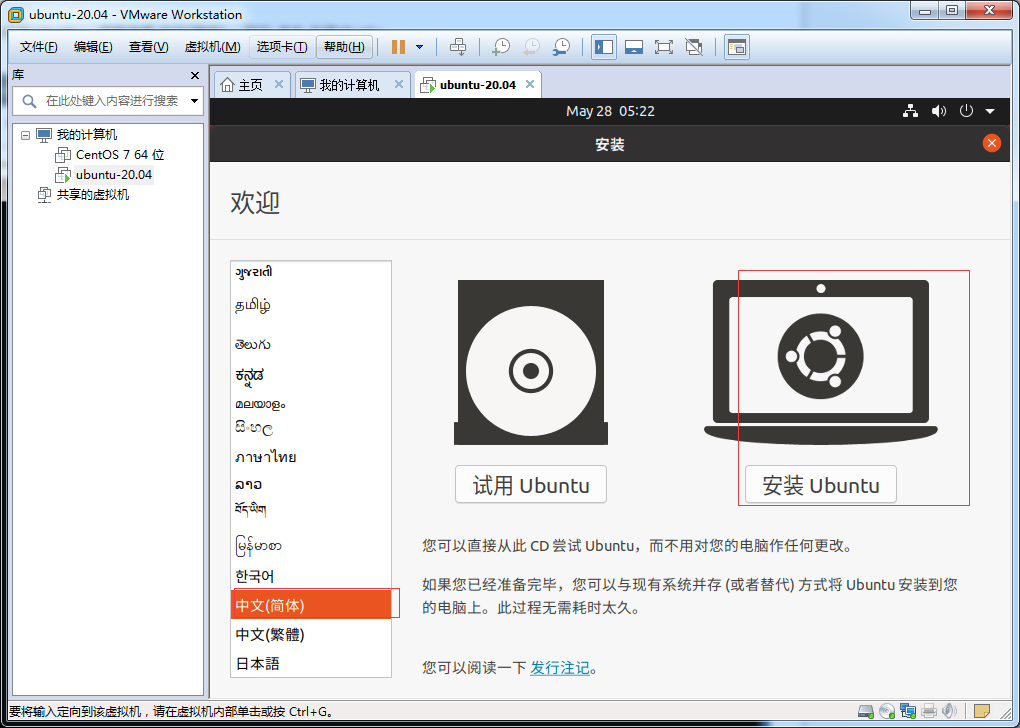 ubuntu-20.04 - VMware Workstation
文件(F) 编辑(E) 查看(V) 虚拟机(M) 选项卡(T) 帮助(H)
库
在此处键入内容进行搜索
我的计算机
CentOS 7 64 位
ubuntu-20.04
共享的虚拟机
主页 我的计算机 ubuntu-20.04
May 28 05:22
安装
欢迎
ગુજરાતી
தமிழ்
తెలుగు
ಕನ್ನಡ
മലയാളം
සිංහල
ภาษาไทย
ລາວ
བོད་ཡིག
မြန်မာစာ
한국어
中文(简体)
中文(繁體)
日本語
试用 Ubuntu
安装 Ubuntu
您可以直接从此 CD 尝试 Ubuntu，而不用对您的电脑作任何更改。
如果您已经准备完毕，您可以与现有系统并存 (或者替代) 方式将 Ubuntu 安装到您
的电脑上。此过程无需耗时太久。
您可以阅读一下 发行注记。
要将输入定向到该虚拟机，请在虚拟机内部单击或按 Ctrl+G。